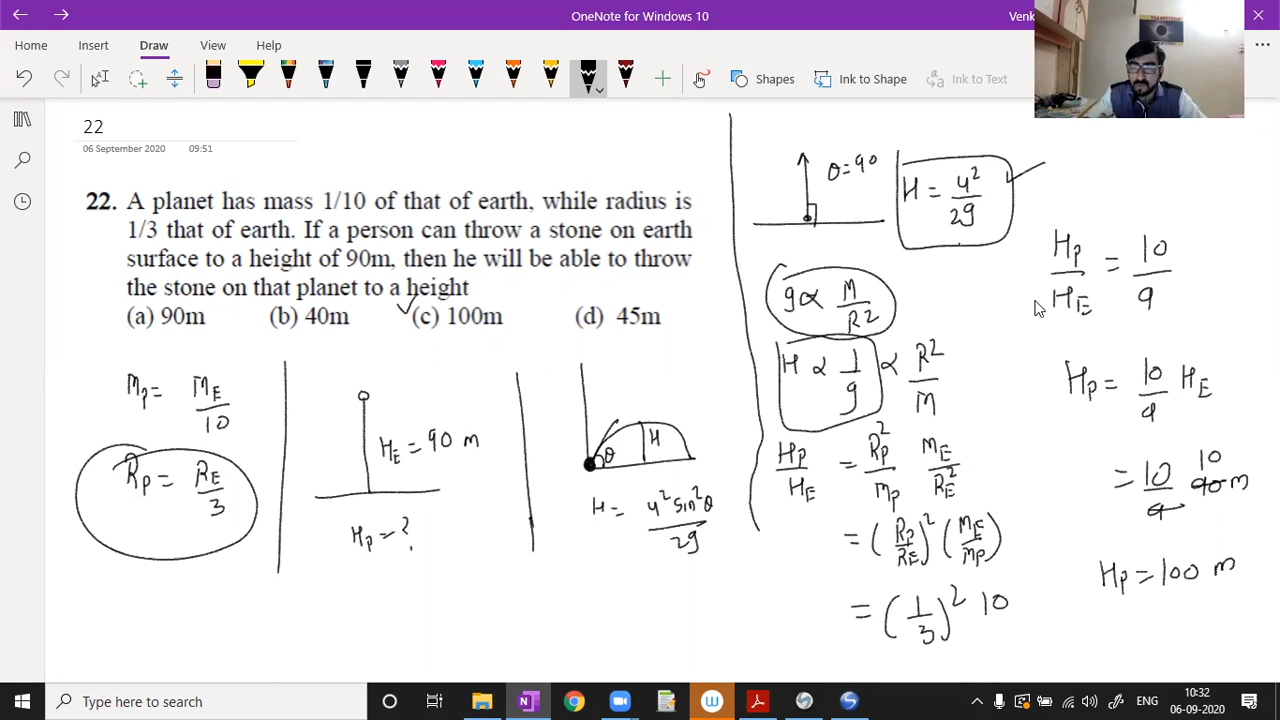 OneNote for Windows 10
Venk
Home Insert Draw View Help
Shapes
Ink to Shape
Ink to Text
22
06 September 2020 09:51
22. A planet has mass 1/10 of that of earth, while radius is
1/3 that of earth. If a person can throw a stone on earth
surface to a height of 90m, then he will be able to throw
the stone on that planet to a height
(a) 90m (b) 40m (c) 100m (d) 45m
Mp = ME/10
Rp = RE/3
HE = 90 m
Hp = ?
θ
H
H = u² sin²θ / 2g
θ = 90
H = u²/2g
g ∝ M/R²
H ∝ 1/g ∝ R²/M
Hp/HE = Rp²/Mp ME/RE²
= (Rp/RE)² (ME/Mp)
= (1/3)² 10
Hp/HE = 10/9
Hp = 10/9 HE
= 10/9 90 10 m
Hp = 100 m
Type here to search
ENG
10:32
06-09-2020